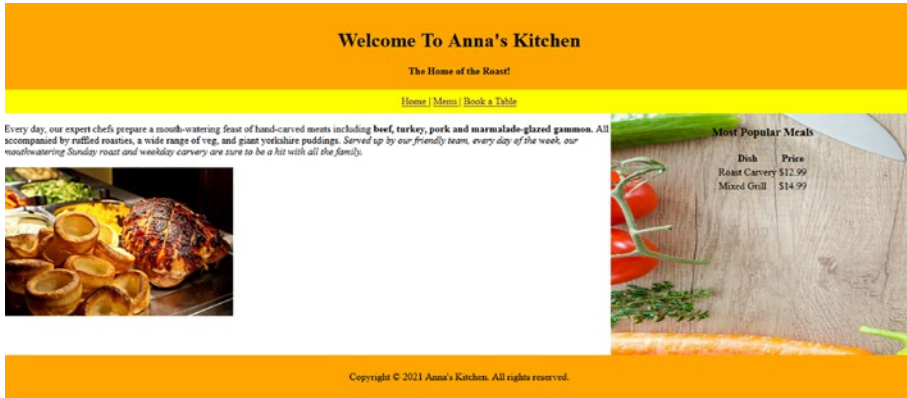 Welcome To Anna's Kitchen
The Home of the Roast!
Home | Menu | Book a Table
Every day, our expert chefs prepare a mouth-watering feast of hand-carved meats including beef, turkey, pork and marmalade-glazed gammon. All
accompanied by ruffled roasties, a wide range of veg, and giant yorkshire puddings. Served up by our friendly team, every day of the week, our
mouthwatering Sunday roast and weekday carvery are sure to be a hit with all the family.
Most Popular Meals
Dish Price
Roast Carvery $12.99
Mixed Grill $14.99
Copyright © 2021 Anna's Kitchen. All rights reserved.